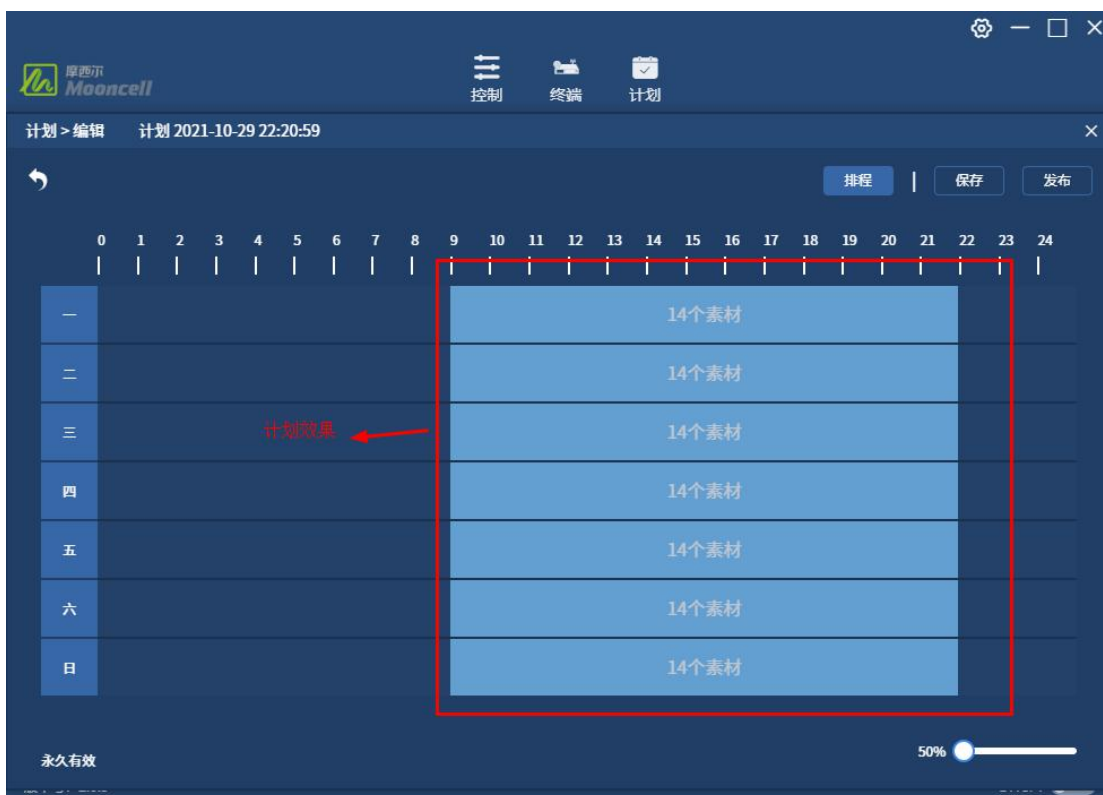 摩西尔
Mooncell
控制
终端
计划
计划 > 编辑 计划 2021-10-29 22:20:59
排程 | 保存 发布
0 1 2 3 4 5 6 7 8 9 10 11 12 13 14 15 16 17 18 19 20 21 22 23 24
一 14个素材
二 14个素材
三 14个素材
计划效果
四 14个素材
五 14个素材
六 14个素材
日 14个素材
永久有效
50%